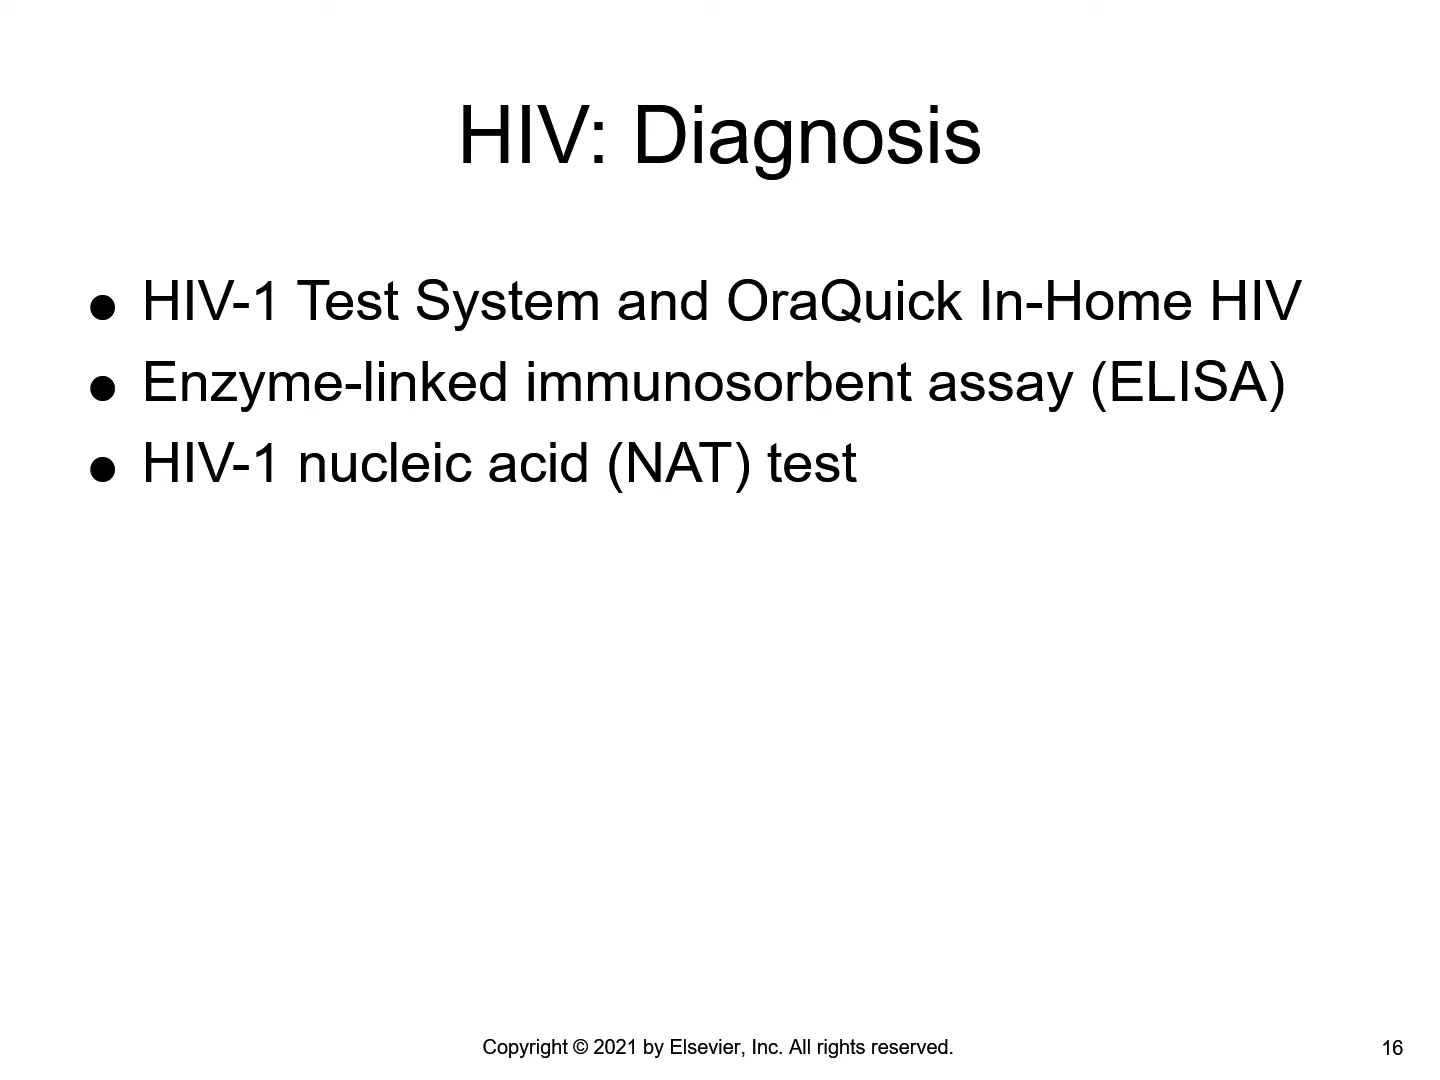 HIV: Diagnosis
● HIV-1 Test System and OraQuick In-Home HIV
● Enzyme-linked immunosorbent assay (ELISA)
● HIV-1 nucleic acid (NAT) test
Copyright © 2021 by Elsevier, Inc. All rights reserved.
16